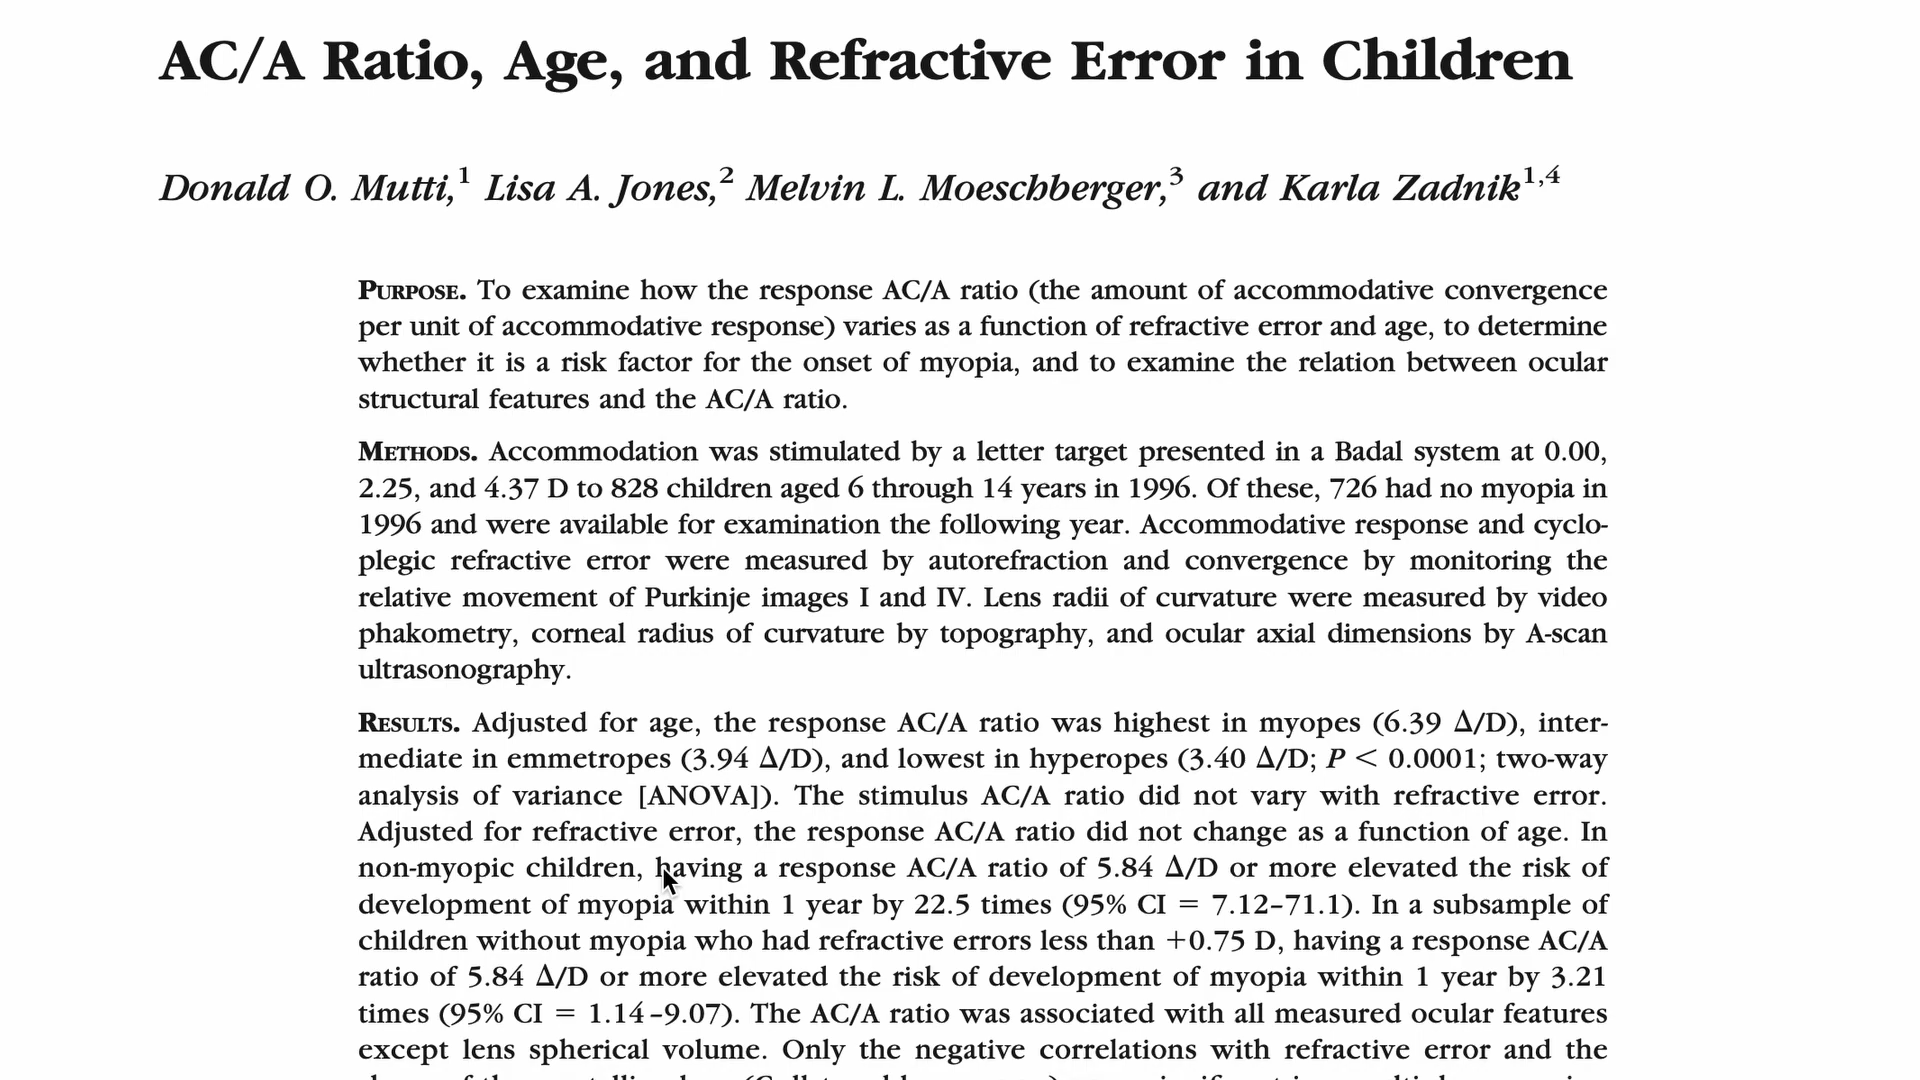 AC/A Ratio, Age, and Refractive Error in Children
Donald O. Mutti,1 Lisa A. Jones,2 Melvin L. Moeschberger,3 and Karla Zadnik1,4
PURPOSE. To examine how the response AC/A ratio (the amount of accommodative convergence
per unit of accommodative response) varies as a function of refractive error and age, to determine
whether it is a risk factor for the onset of myopia, and to examine the relation between ocular
structural features and the AC/A ratio.
METHODS. Accommodation was stimulated by a letter target presented in a Badal system at 0.00,
2.25, and 4.37 D to 828 children aged 6 through 14 years in 1996. Of these, 726 had no myopia in
1996 and were available for examination the following year. Accommodative response and cyclo-
plegic refractive error were measured by autorefraction and convergence by monitoring the
relative movement of Purkinje images I and IV. Lens radii of curvature were measured by video
phakometry, corneal radius of curvature by topography, and ocular axial dimensions by A-scan
ultrasonography.
RESULTS. Adjusted for age, the response AC/A ratio was highest in myopes (6.39 Δ/D), inter-
mediate in emmetropes (3.94 Δ/D), and lowest in hyperopes (3.40 Δ/D; P < 0.0001; two-way
analysis of variance [ANOVA]). The stimulus AC/A ratio did not vary with refractive error.
Adjusted for refractive error, the response AC/A ratio did not change as a function of age. In
non-myopic children, having a response AC/A ratio of 5.84 Δ/D or more elevated the risk of
development of myopia within 1 year by 22.5 times (95% CI = 7.12–71.1). In a subsample of
children without myopia who had refractive errors less than +0.75 D, having a response AC/A
ratio of 5.84 Δ/D or more elevated the risk of development of myopia within 1 year by 3.21
times (95% CI = 1.14–9.07). The AC/A ratio was associated with all measured ocular features
except lens spherical volume. Only the negative correlations with refractive error and the